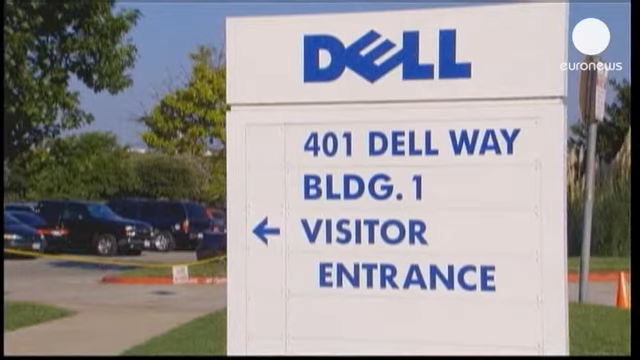 DELL
euronews
401 DELL WAY
BLDG. 1
← VISITOR
ENTRANCE